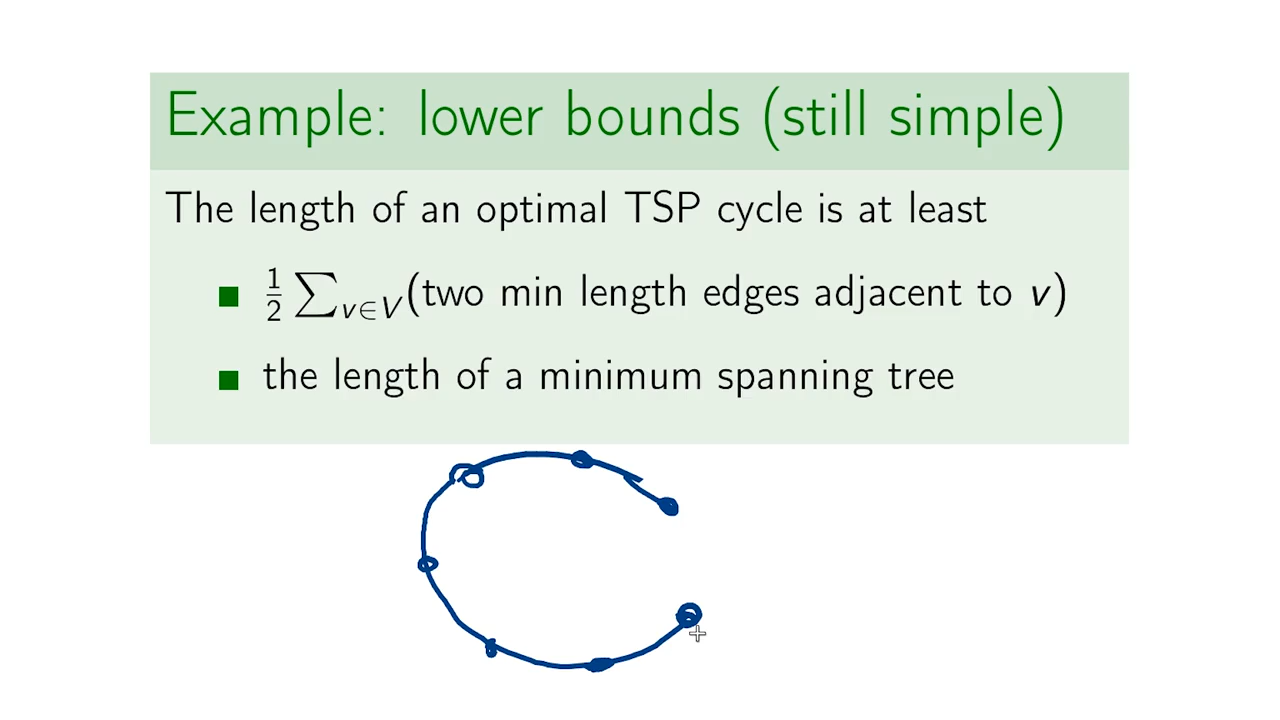 Example: lower bounds (still simple)
The length of an optimal TSP cycle is at least
■ ½ ∑v∈V(two min length edges adjacent to v)
■ the length of a minimum spanning tree